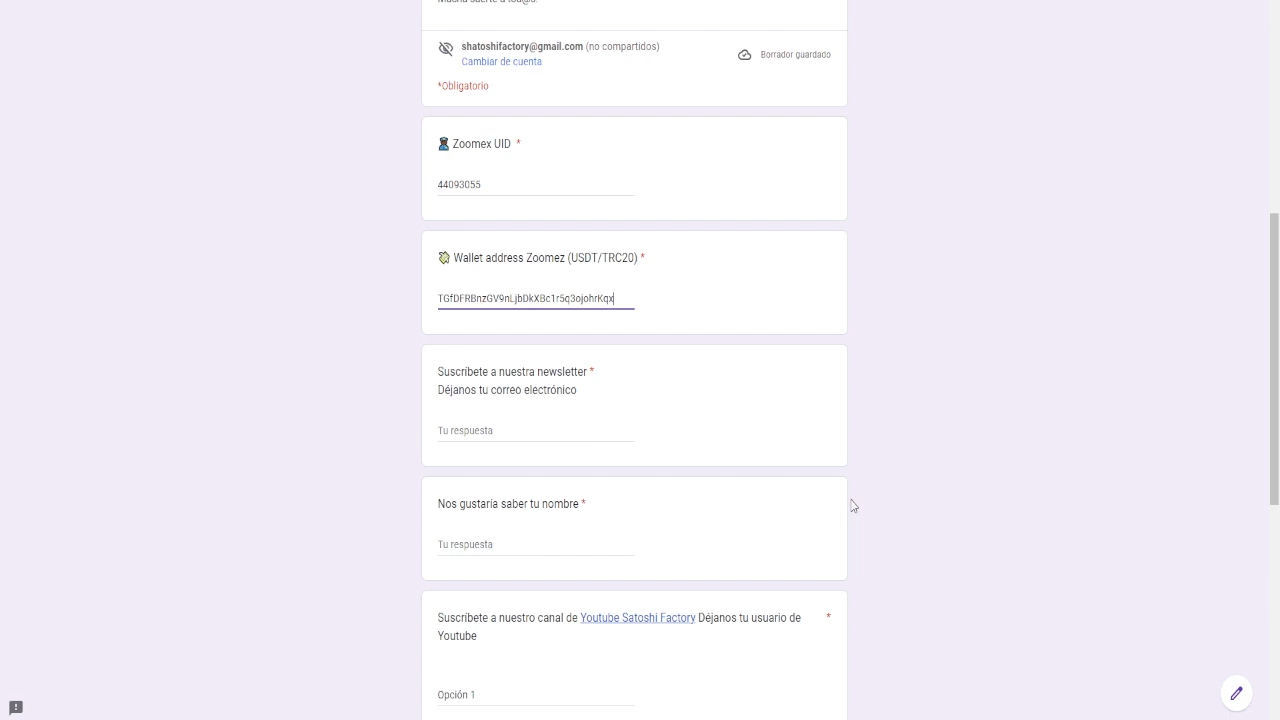 shatoshifactory@gmail.com (no compartidos)
Cambiar de cuenta
Borrador guardado
*Obligatorio
Zoomex UID *
44093055
Wallet address Zoomez (USDT/TRC20) *
TGfDFRBnzGV9nLjbDkXBc1r5q3ojohrKqx
Suscríbete a nuestra newsletter *
Déjanos tu correo electrónico
Tu respuesta
Nos gustaría saber tu nombre *
Tu respuesta
Suscríbete a nuestro canal de Youtube Satoshi Factory Déjanos tu usuario de *
Youtube
Opción 1